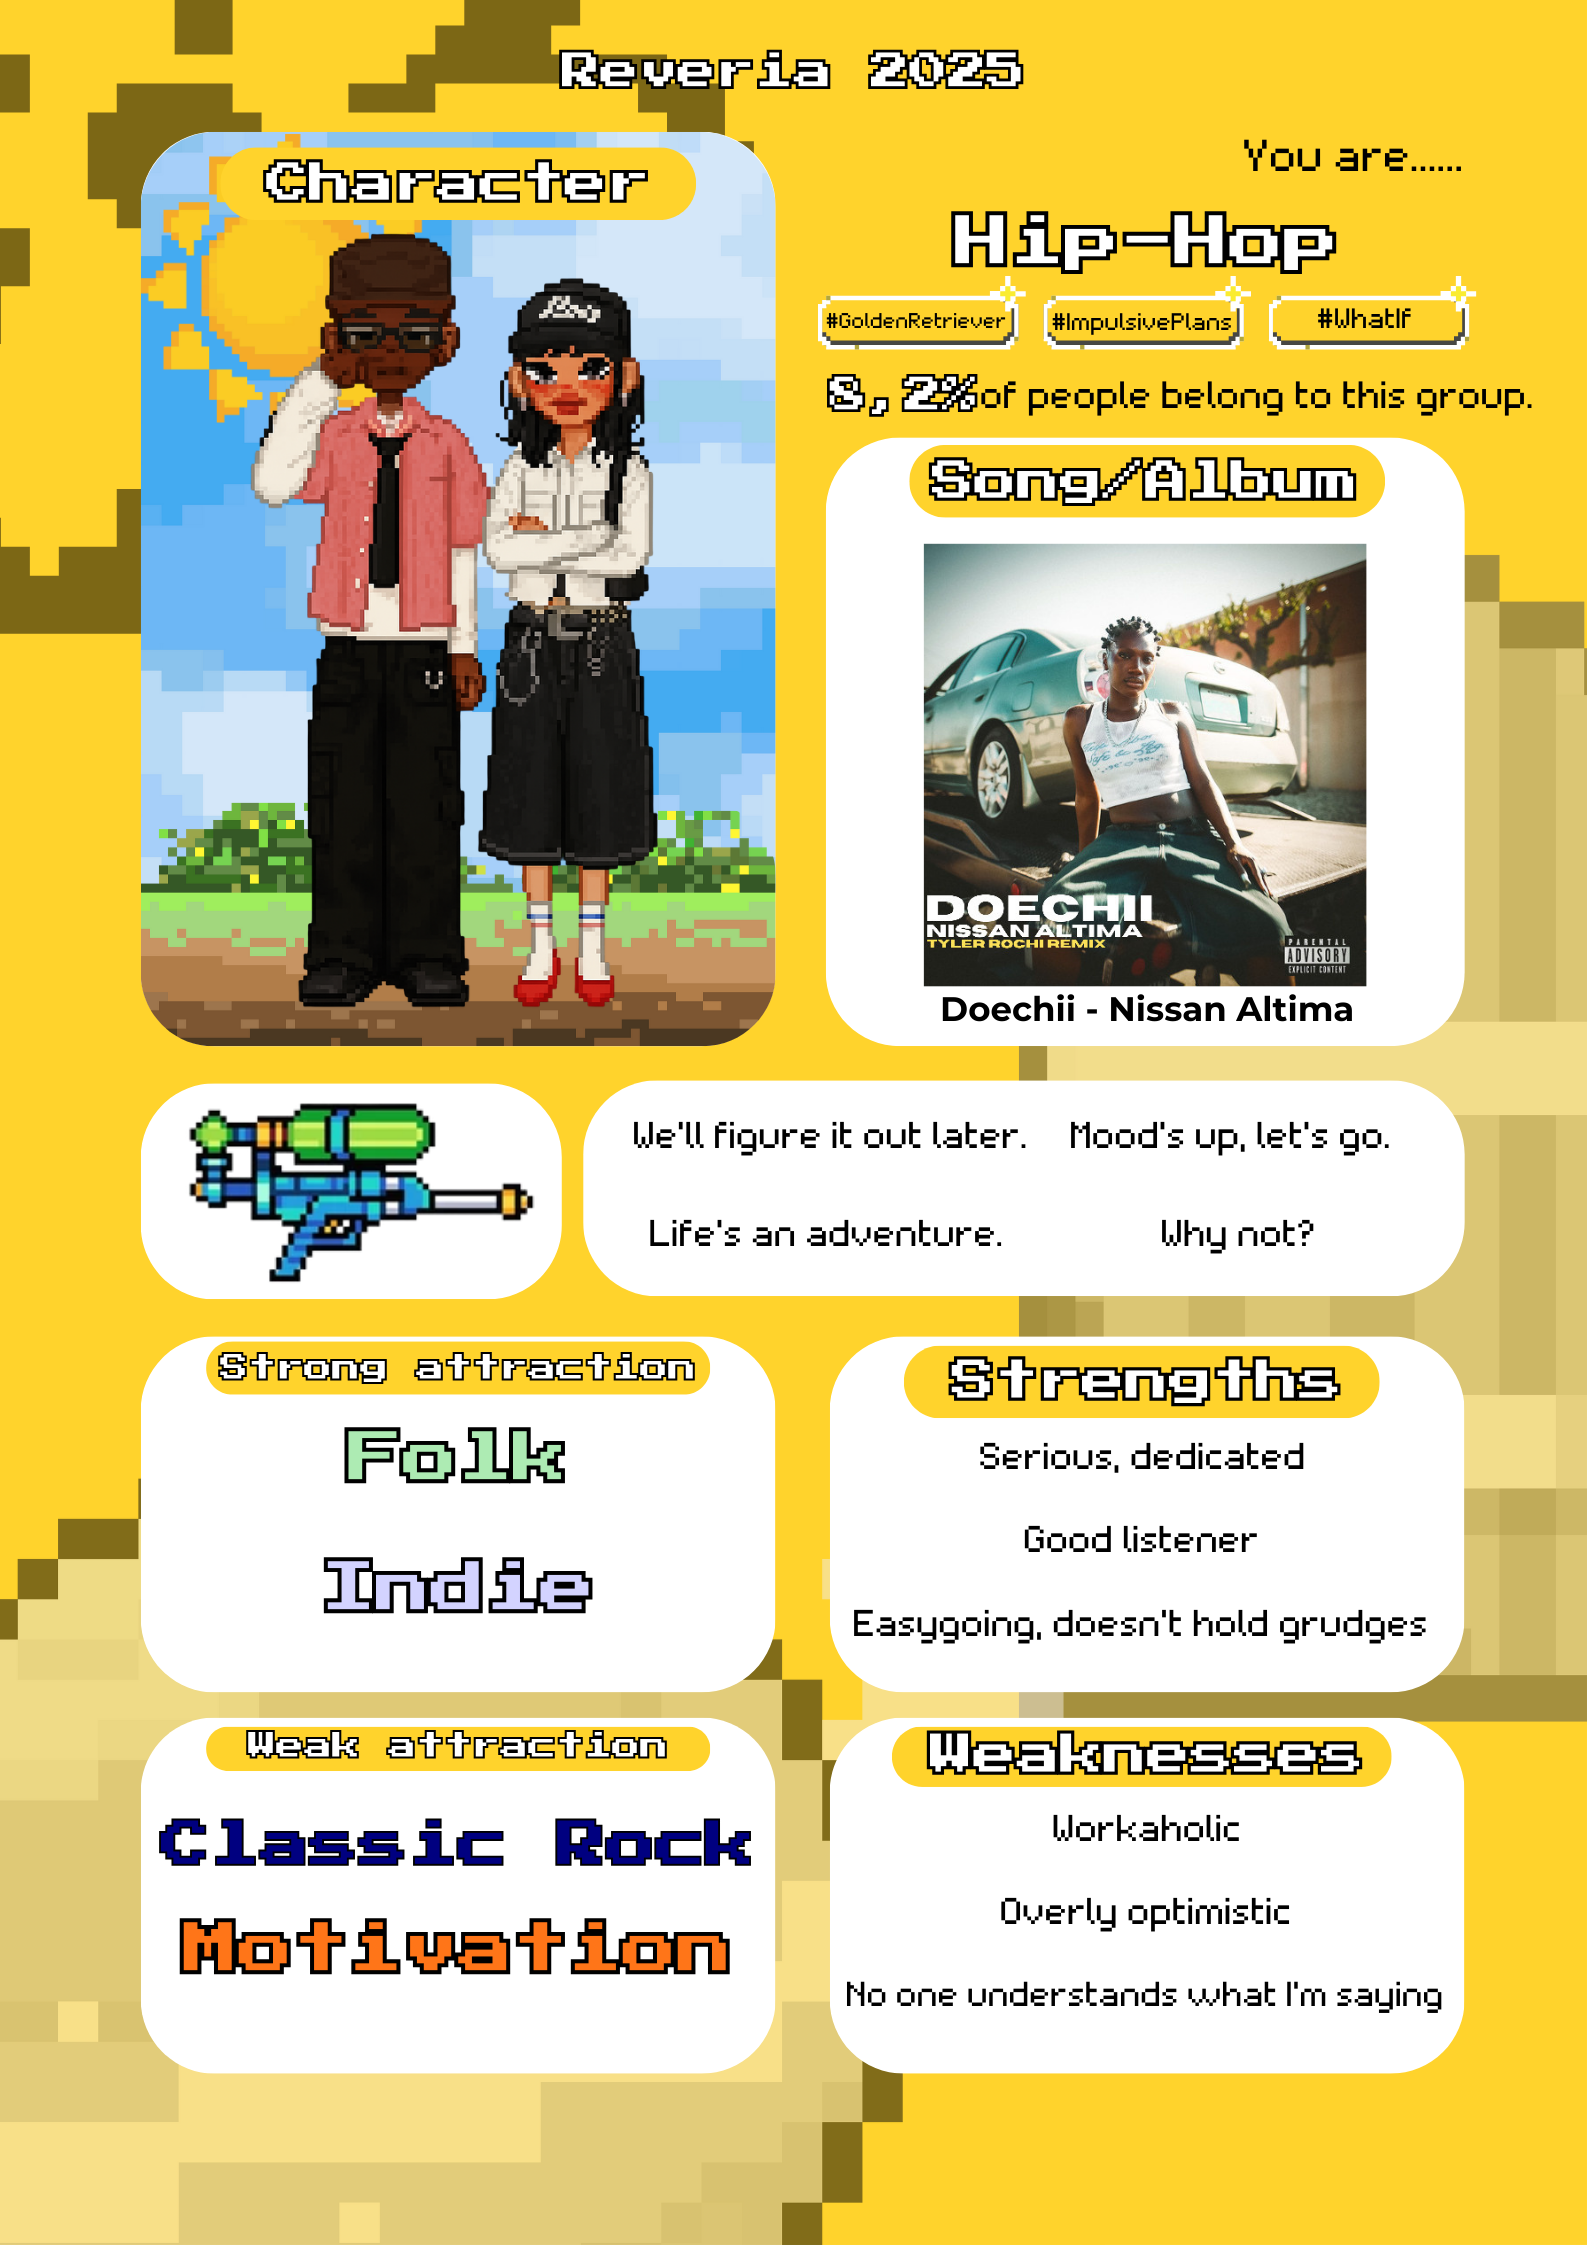 Reveria 2025
Character
You are......
Hip-Hop
#GoldenRetriever
#ImpulsivePlans
#WhatIf
8,2% of people belong to this group.
Song/Album
DOECHII
NISSAN ALTIMA
TYLER ROCHI REMIX
PARENTAL
ADVISORY
EXPLICIT CONTENT
Doechii - Nissan Altima
We'll figure it out later.
Mood's up, let's go.
Life's an adventure.
Why not?
Strong attraction
Folk
Indie
Strengths
Serious, dedicated
Good listener
Easygoing, doesn't hold grudges
Weak attraction
Classic Rock
Motivation
Weaknesses
Workaholic
Overly optimistic
No one understands what I'm saying